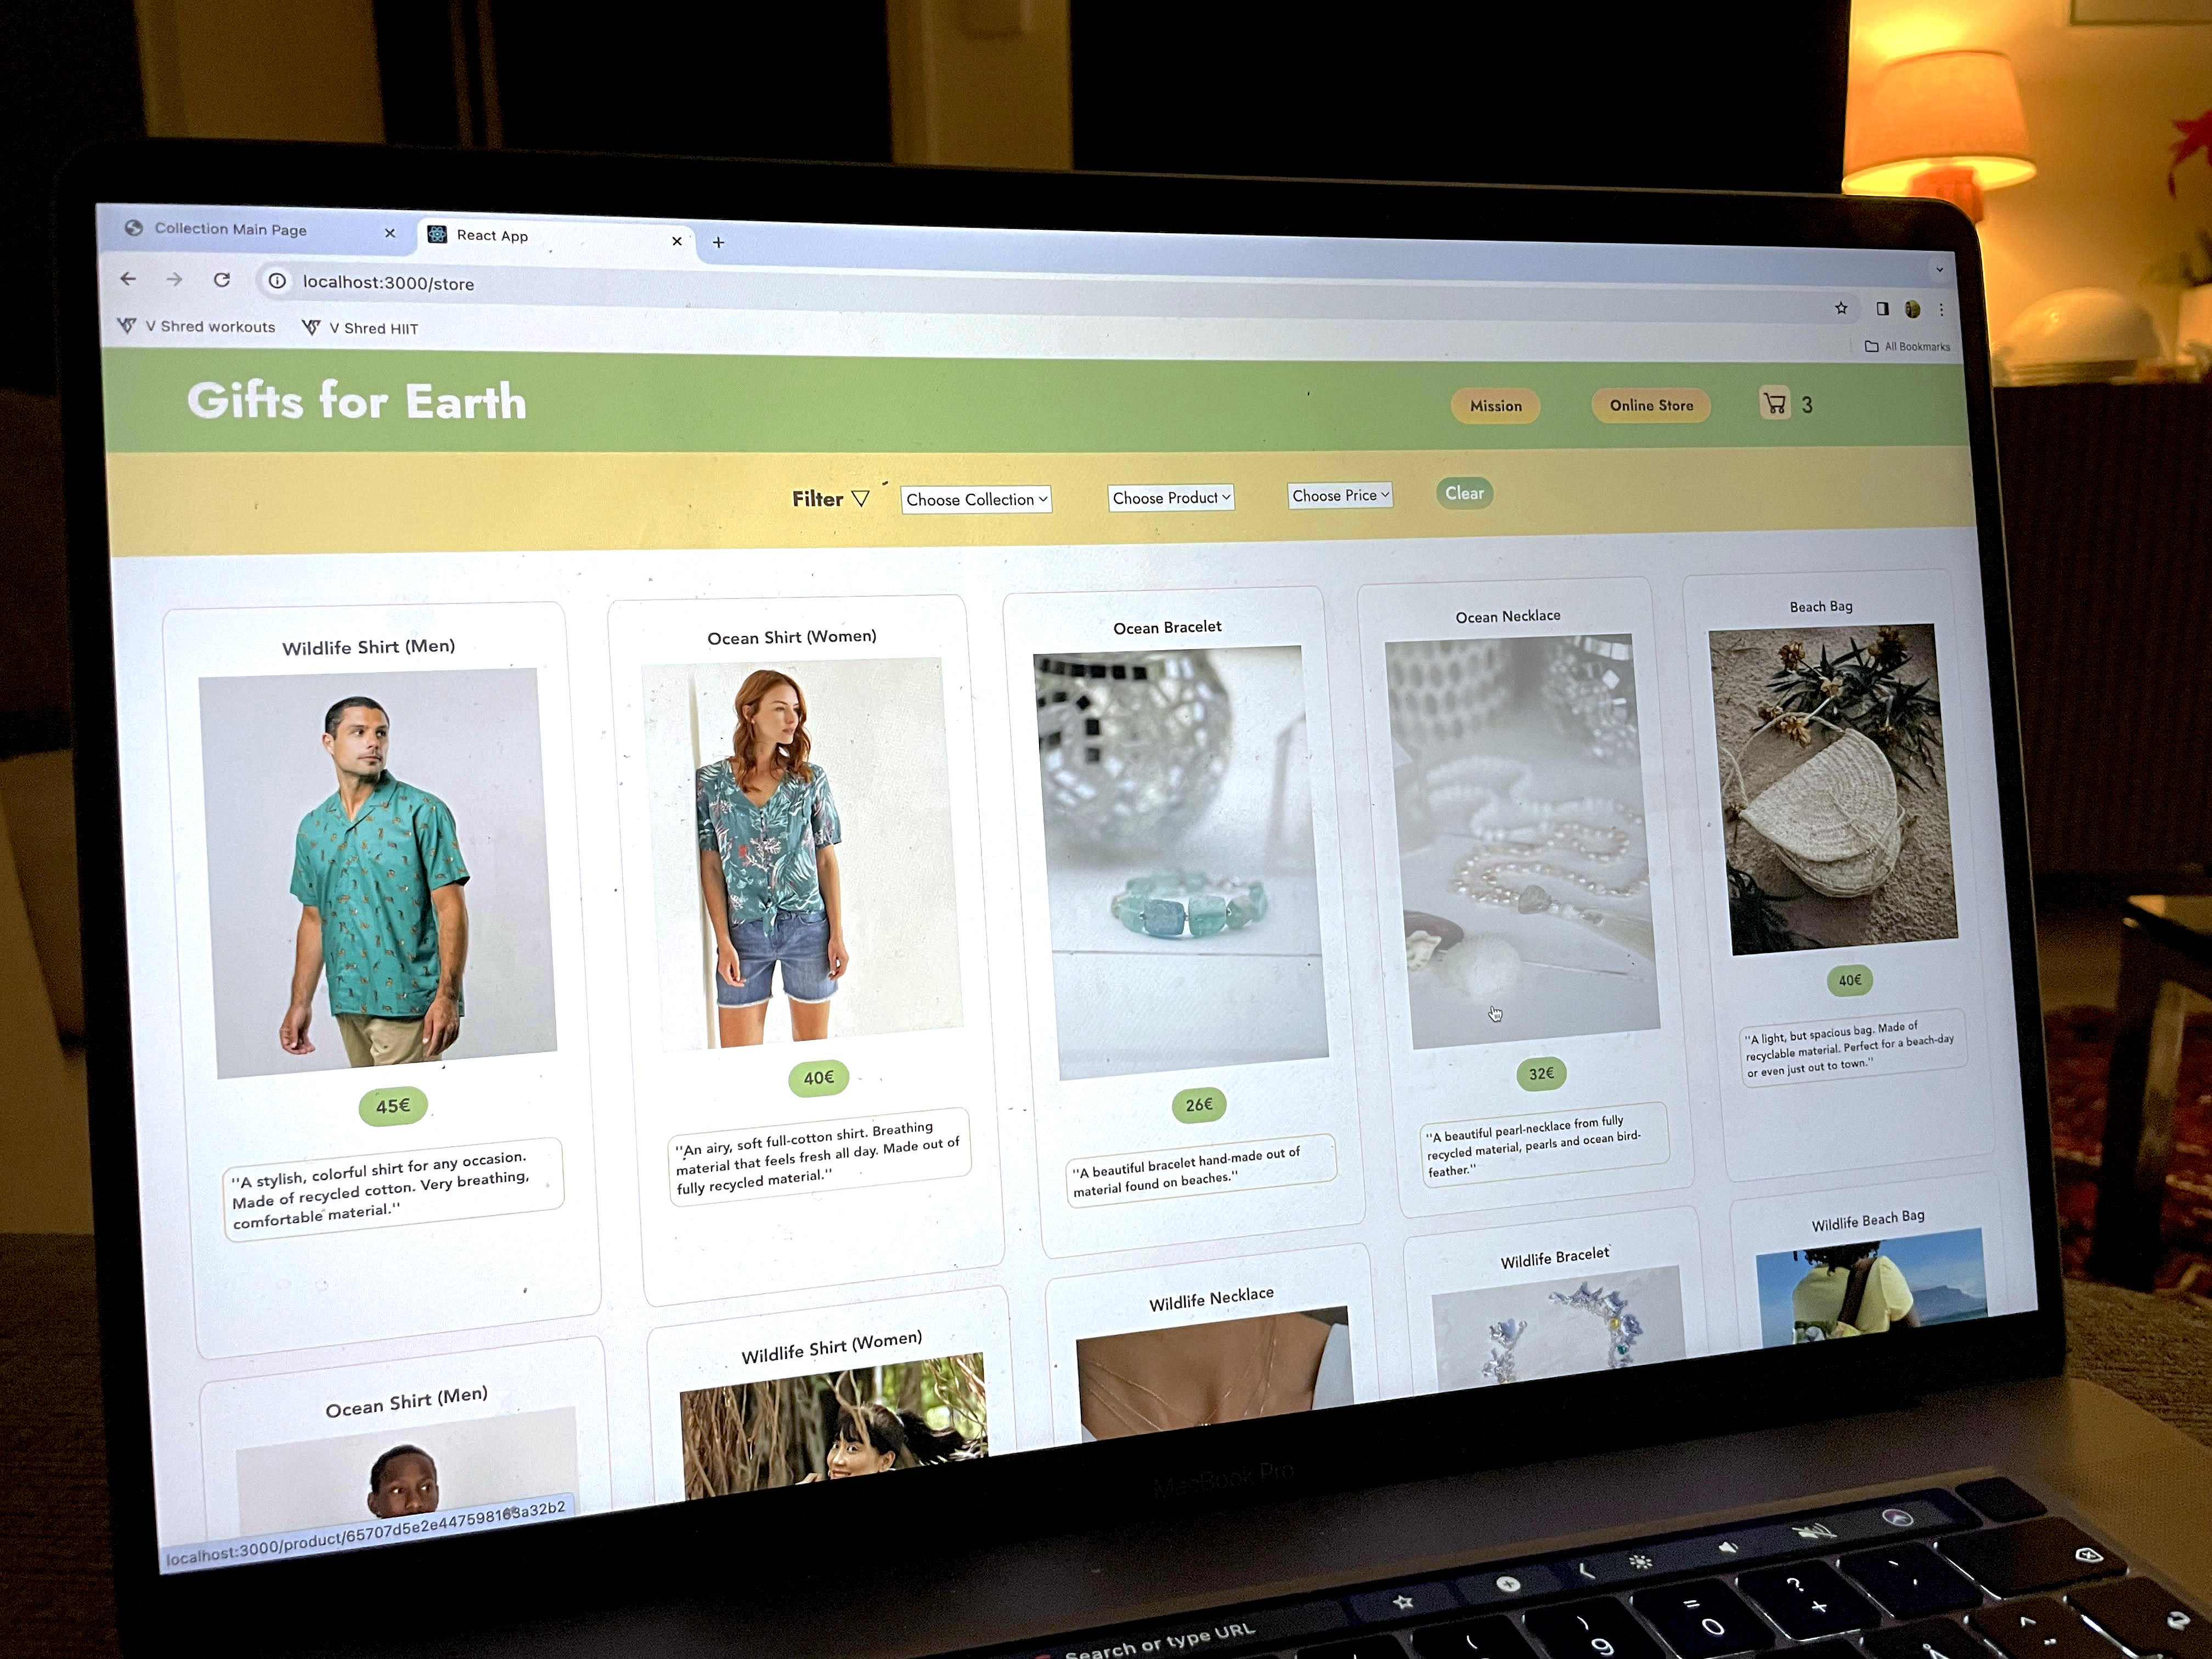 Collection Main Page
React App
localhost:3000/store
V Shred workouts
V Shred HIIT
All Bookmarks
Gifts for Earth
Mission
Online Store
3
Filter
Choose Collection
Choose Product
Choose Price
Clear
Wildlife Shirt (Men)
45€
"A stylish, colorful shirt for any occasion.
Made of recycled cotton. Very breathing,
comfortable material."
Ocean Shirt (Women)
40€
"An airy, soft full-cotton shirt. Breathing
material that feels fresh all day. Made out of
fully recycled material."
Ocean Bracelet
26€
"A beautiful bracelet hand-made out of
material found on beaches."
Ocean Necklace
32€
"A beautiful pearl-necklace from fully
recycled material, pearls and ocean bird-
feather."
Beach Bag
40€
"A light, but spacious bag. Made of
recyclable material. Perfect for a beach-day
or even just out to town."
Ocean Shirt (Men)
Wildlife Shirt (Women)
Wildlife Necklace
Wildlife Bracelet
Wildlife Beach Bag
localhost:3000/product/65707d5e2e447598163a32b2
MacBook Pro
Search or type URL
)
9
=
0
?
+